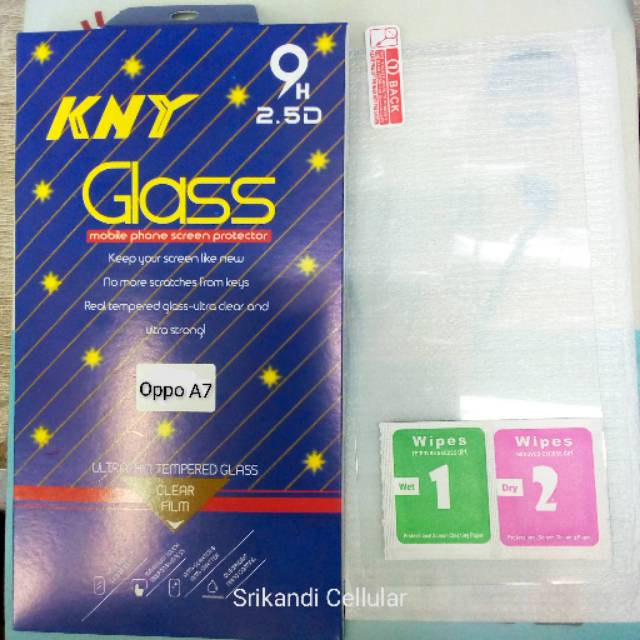 9H
2.5D
KNY
Glass
mobile phone screen protector
Keep your screen like new
No more scratches from keys
Real tempered glass-ultra clear and
ultra strong!
Oppo A7
TEMPERED GLASS
CLEAR
FILM
1 BACK
Wipes
Wet 1
Wipes
Dry 2
Srikandi Cellular